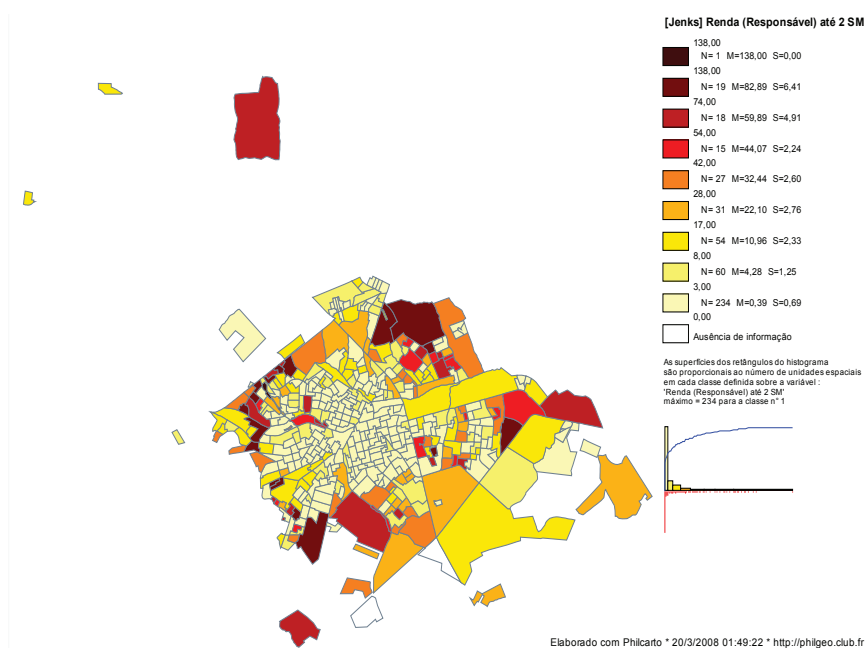 [Jenks] Renda (Responsável) até 2 SM
138,00
N= 1 M=138,00 S=0,00
138,00
N= 19 M=82,89 S=6,41
74,00
N= 18 M=59,89 S=4,91
54,00
N= 15 M=44,07 S=2,24
42,00
N= 27 M=32,44 S=2,60
28,00
N= 31 M=22,10 S=2,76
17,00
N= 54 M=10,96 S=2,33
8,00
N= 60 M=4,28 S=1,25
3,00
N= 234 M=0,39 S=0,69
0,00
Ausência de informação
As superfícies dos retângulos do histograma
são proporcionais ao número de unidades espaciais
em cada classe definida sobre a variável :
'Renda (Responsável) até 2 SM'
máximo = 234 para a classe n° 1
Elaborado com Philcarto * 20/3/2008 01:49:22 * http://philgeo.club.fr